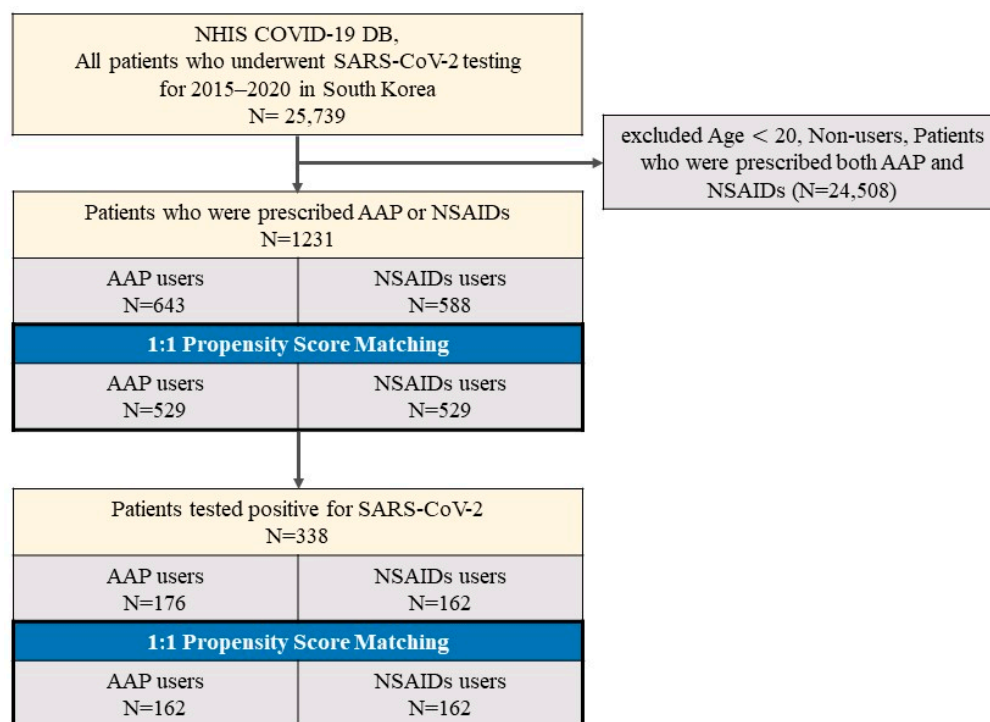 NHIS COVID-19 DB,
All patients who underwent SARS-CoV-2 testing
for 2015–2020 in South Korea
N= 25,739
excluded Age < 20, Non-users, Patients
who were prescribed both AAP and
NSAIDs (N=24,508)
Patients who were prescribed AAP or NSAIDs
N=1231
AAP users
N=643
NSAIDs users
N=588
1:1 Propensity Score Matching
AAP users
N=529
NSAIDs users
N=529
Patients tested positive for SARS-CoV-2
N=338
AAP users
N=176
NSAIDs users
N=162
1:1 Propensity Score Matching
AAP users
N=162
NSAIDs users
N=162